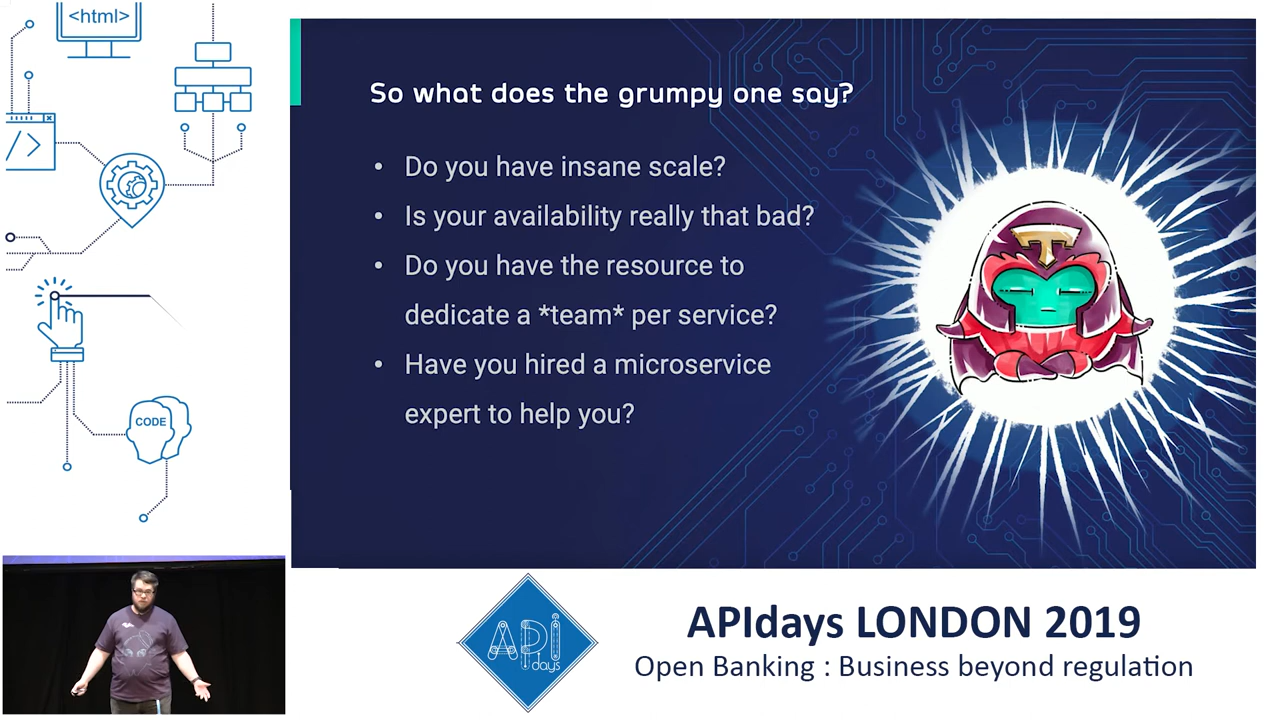 <html>
CODE
So what does the grumpy one say?
• Do you have insane scale?
• Is your availability really that bad?
• Do you have the resource to
dedicate a *team* per service?
• Have you hired a microservice
expert to help you?
T
API
days
APIdays LONDON 2019
Open Banking : Business beyond regulation